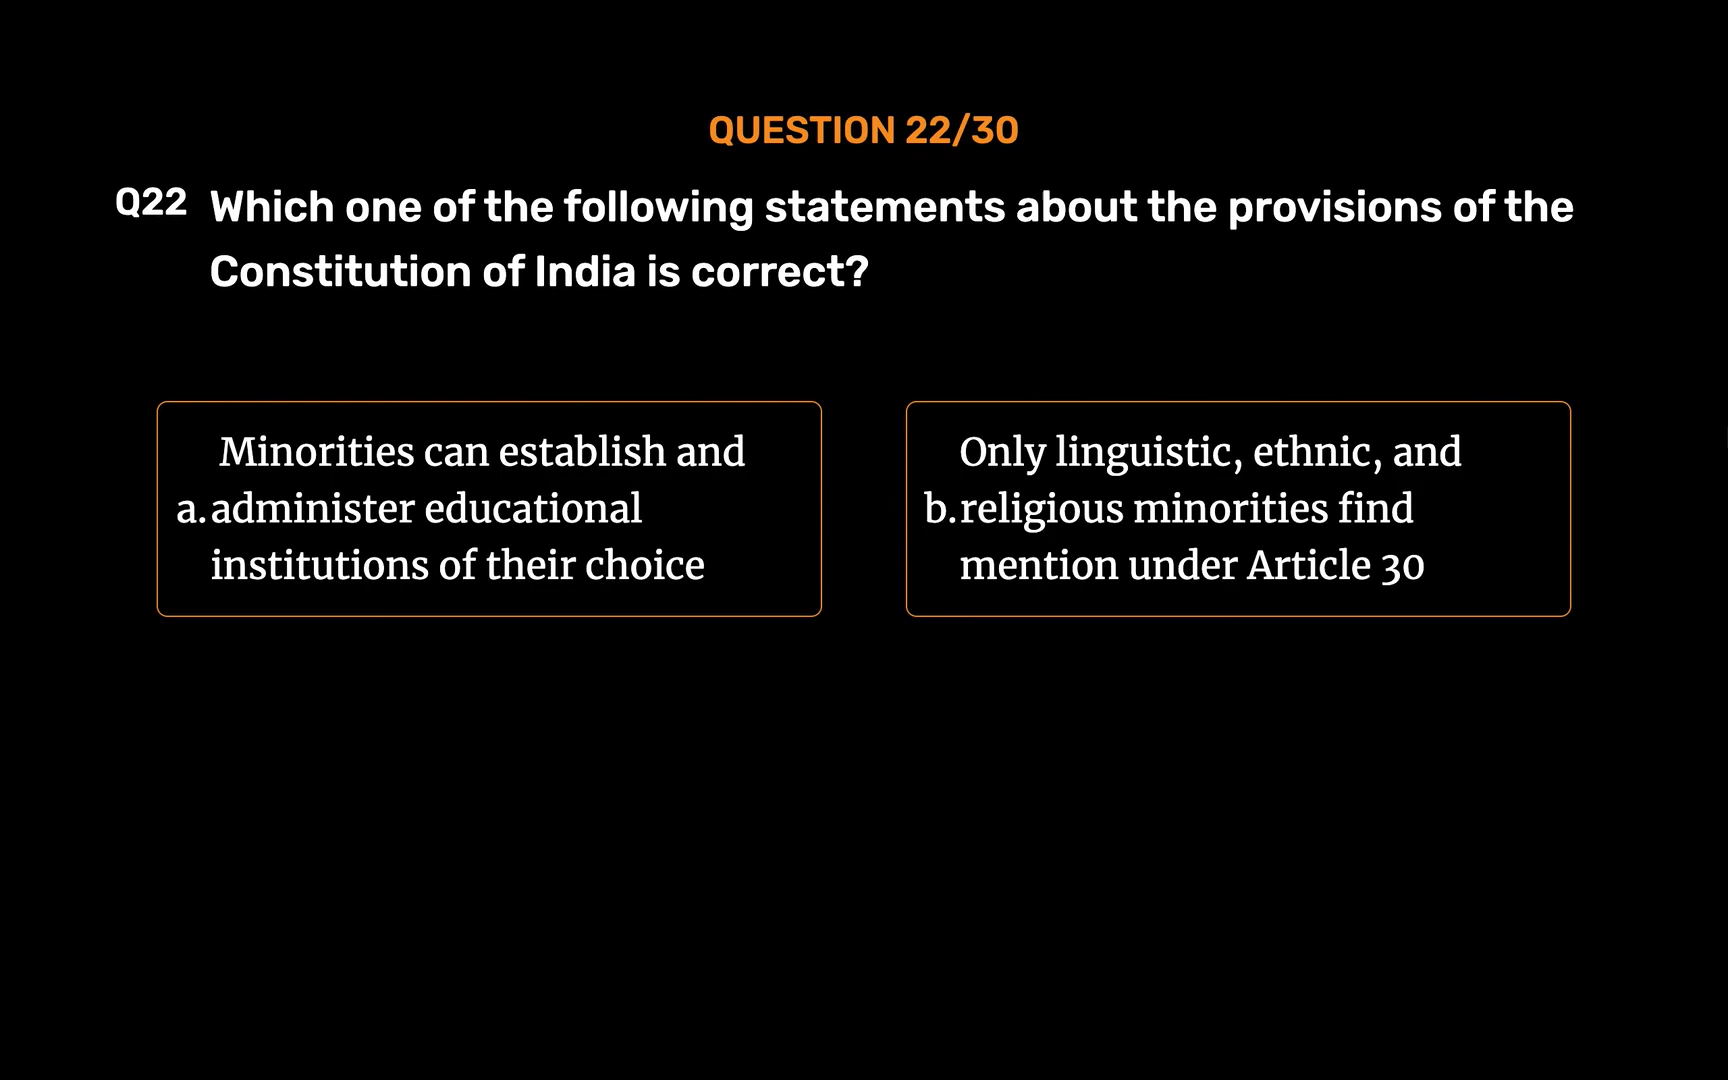 QUESTION 22/30
Q22 Which one of the following statements about the provisions of the
Constitution of India is correct?
Minorities can establish and
a. administer educational
institutions of their choice
Only linguistic, ethnic, and
b. religious minorities find
mention under Article 30